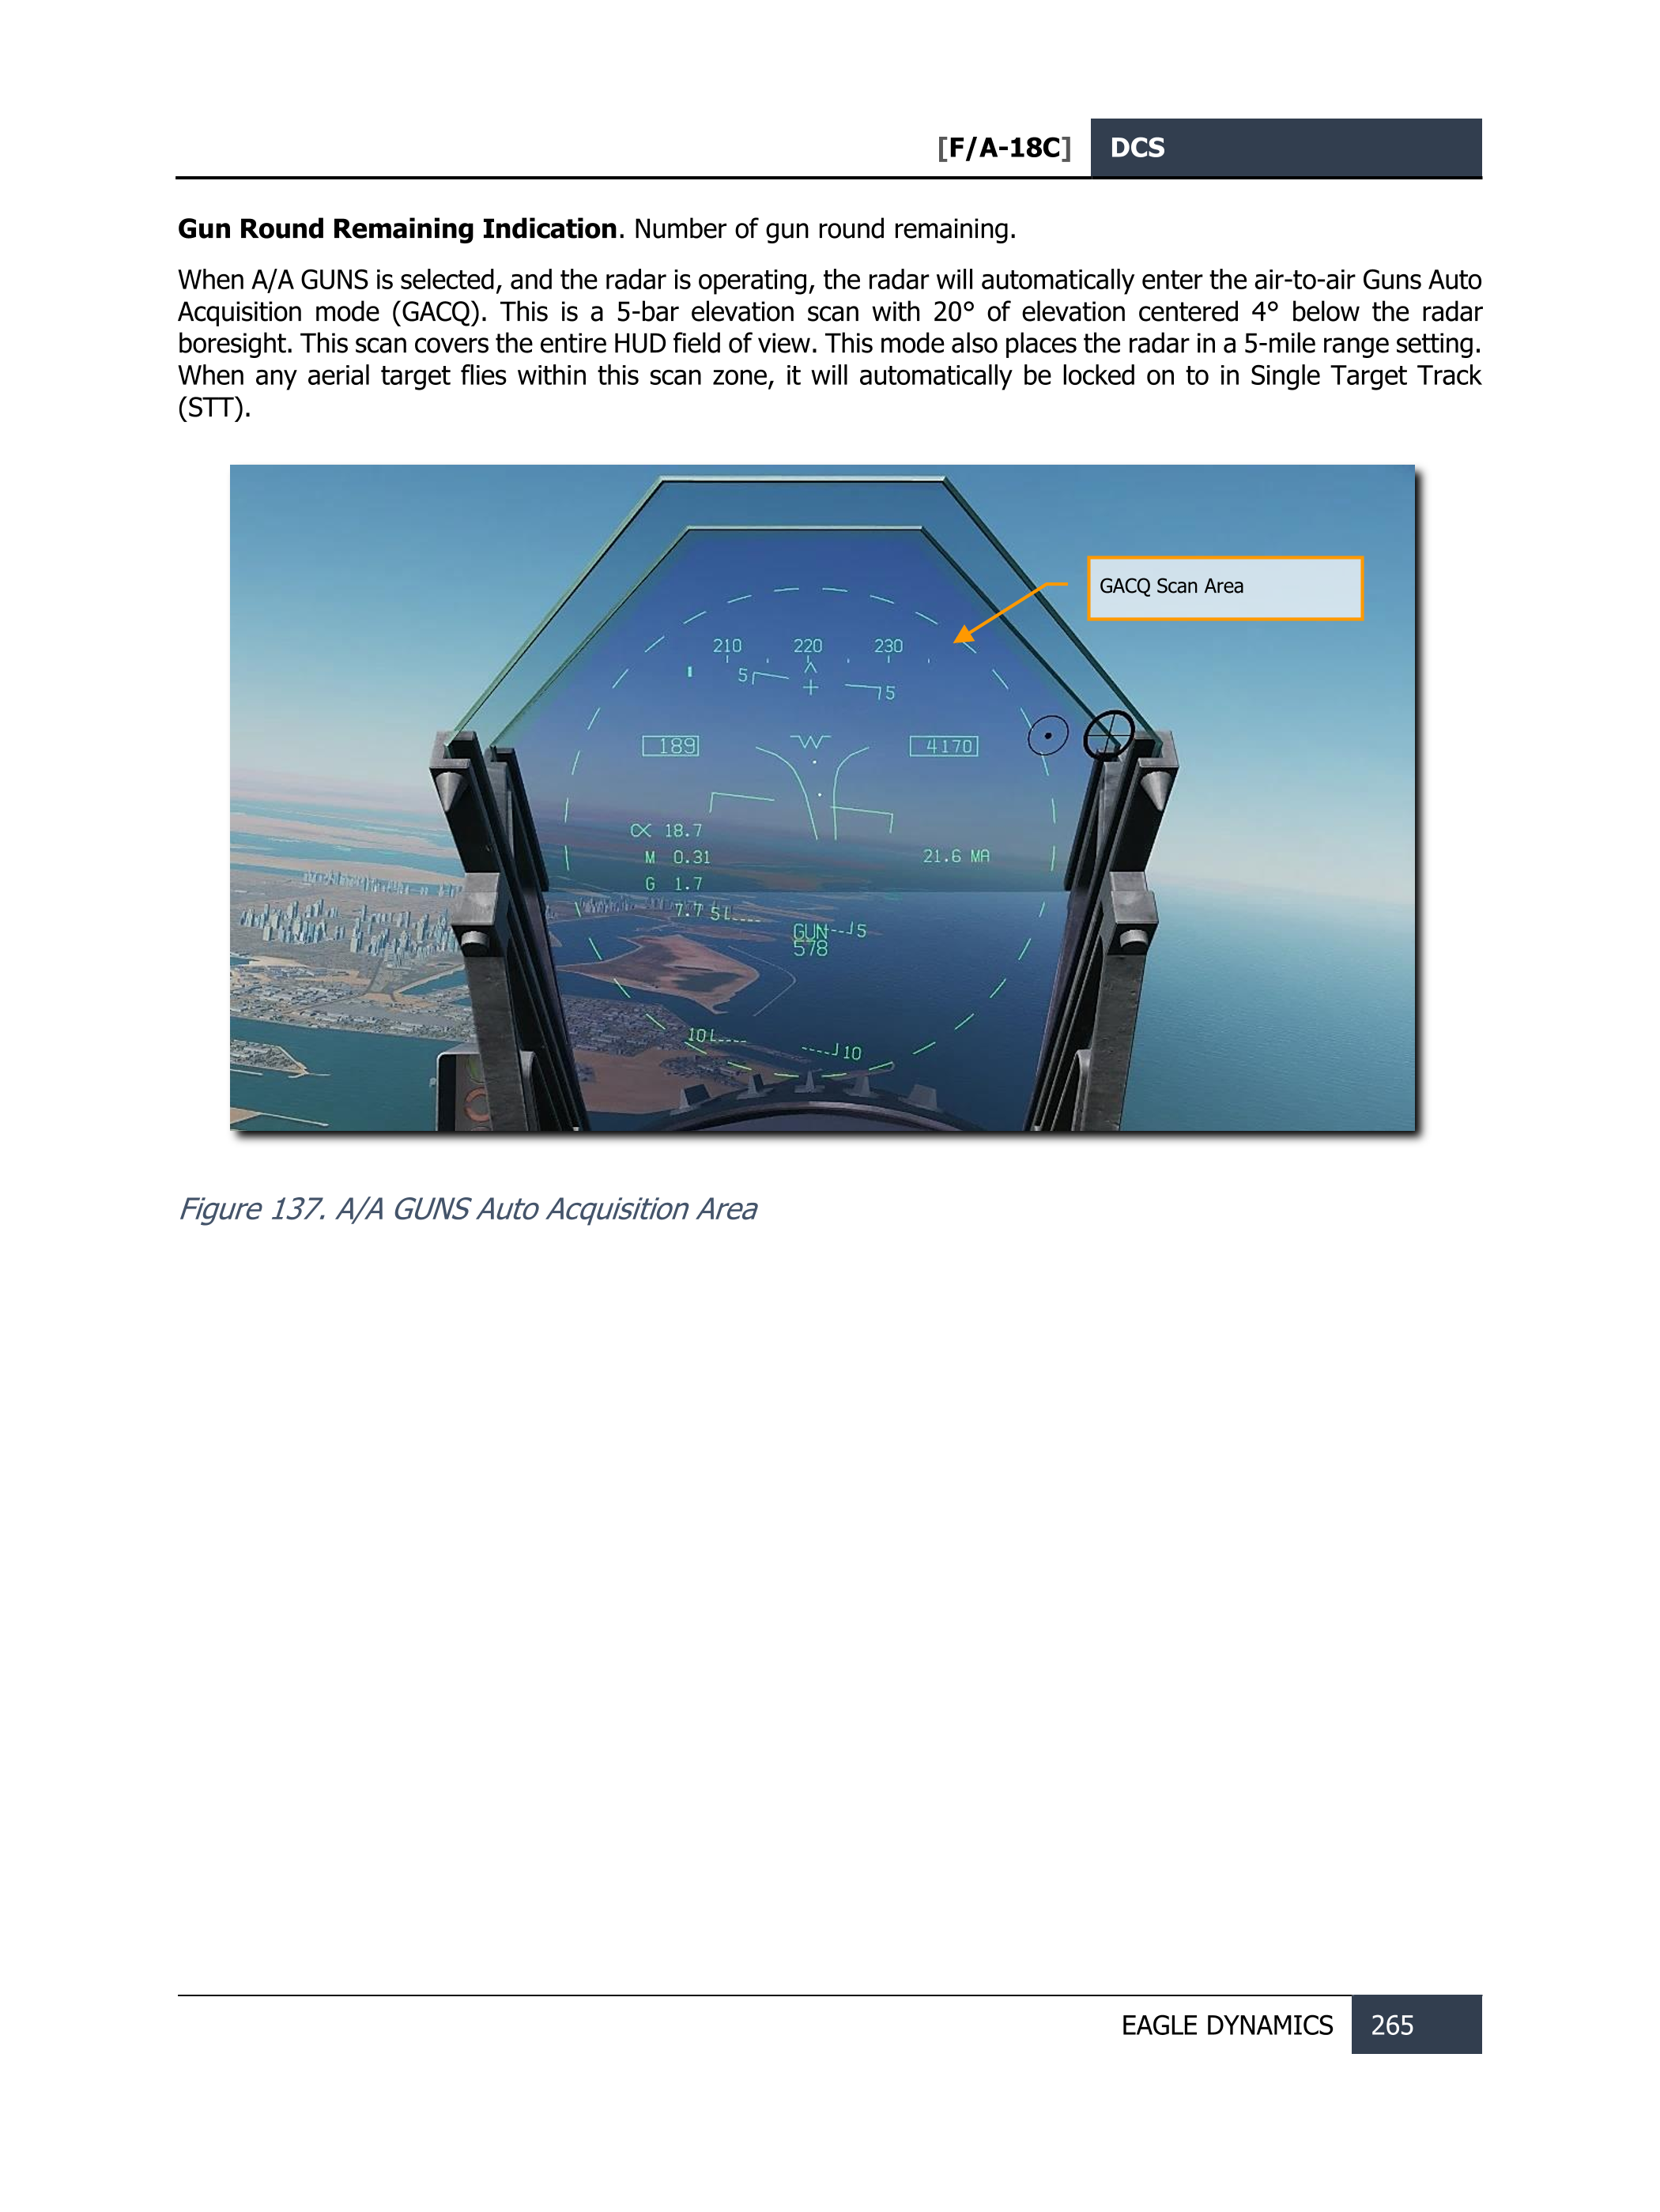 [F/A-18C] DCS
Gun Round Remaining Indication. Number of gun round remaining.
When A/A GUNS is selected, and the radar is operating, the radar will automatically enter the air-to-air Guns Auto
Acquisition mode (GACQ). This is a 5-bar elevation scan with 20° of elevation centered 4° below the radar
boresight. This scan covers the entire HUD field of view. This mode also places the radar in a 5-mile range setting.
When any aerial target flies within this scan zone, it will automatically be locked on to in Single Target Track
(STT).
GACQ Scan Area
210 220 230
5 5
189 4170
α 18.7
M 0.31 21.6 MA
G 1.7
7.7 5
GUN 5
578
10 10
Figure 137. A/A GUNS Auto Acquisition Area
EAGLE DYNAMICS 265